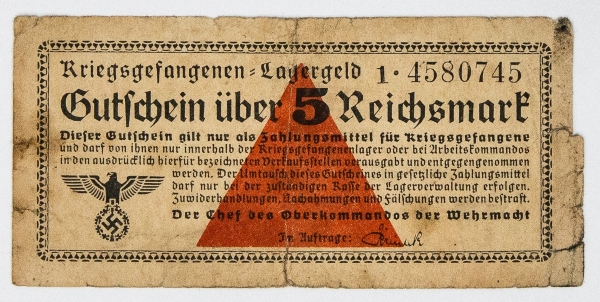 Kriegsgefangenen-Lagergeld 1 · 4580745
Gutschein über 5 Reichsmark
Dieser Gutschein gilt nur als Zahlungsmittel für Kriegsgefangene
und darf von ihnen nur innerhalb der Kriegsgefangenenlager oder bei Arbeitskommandos
in den ausdrücklich hierfür bezeichneten Verkaufsstellen verausgabt und entgegengenommen
werden. Der Umtausch dieses Gutscheines in gesetzliche Zahlungsmittel
darf nur bei der zuständigen Kasse der Lagerverwaltung erfolgen.
Zuwiderhandlungen, Nachahmungen und Fälschungen werden bestraft.
Der Chef des Oberkommandos der Wehrmacht
Im Auftrage: